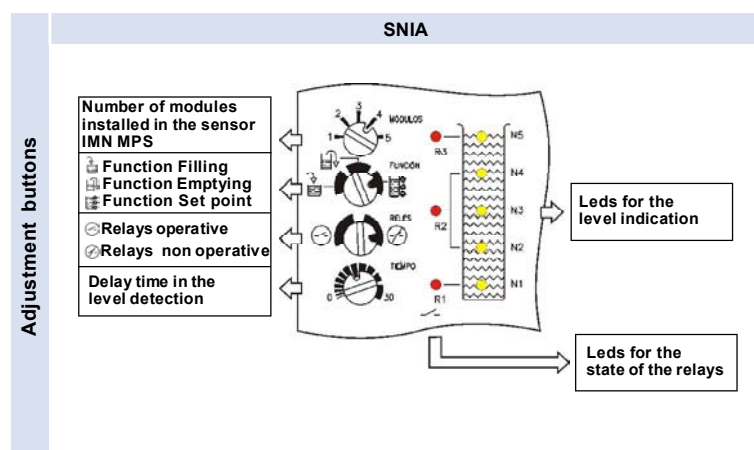 SNIA
Adjustment buttons
Number of modules
installed in the sensor
IMN MPS
Function Filling
Function Emptying
Function Set point
Relays operative
Relays non operative
Delay time in the
level detection
1
2
3
4
5
MODULOS
FUNCIÓN
RELES
TIEMPO
0
30
R3
R2
R1
N5
N4
N3
N2
N1
Leds for the
level indication
Leds for the
state of the relays